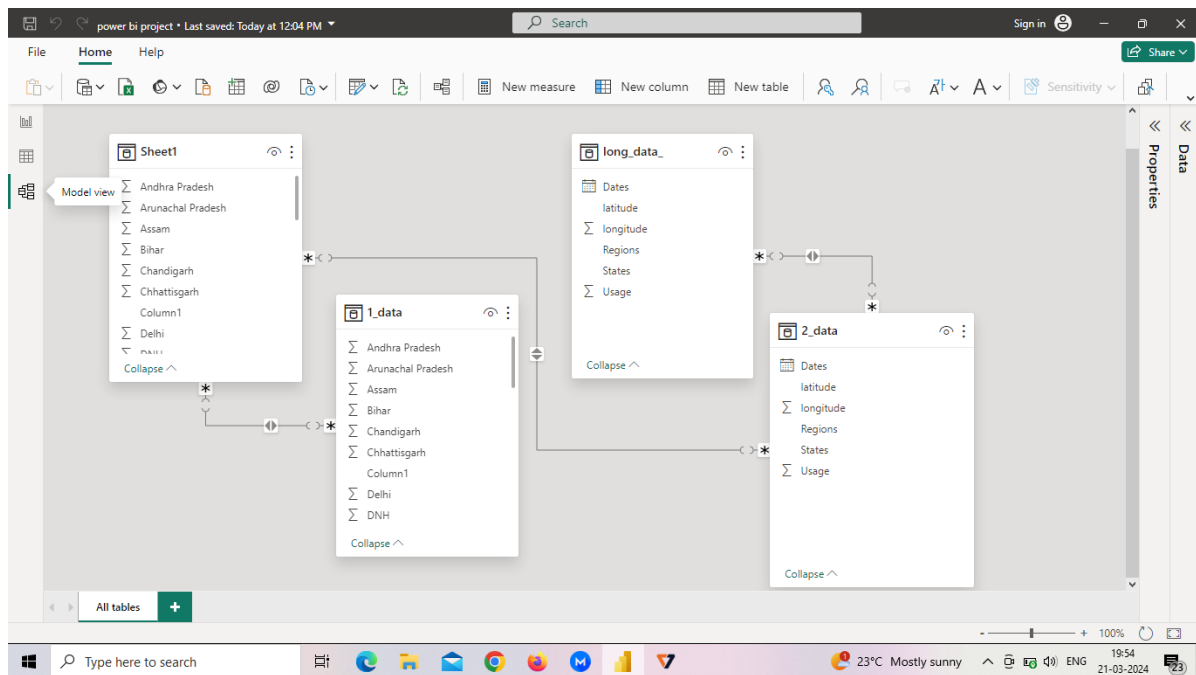 power bi project • Last saved: Today at 12:04 PM
Search
Sign in
File
Home
Help
Share
New measure
New column
New table
Sensitivity
Model view
Sheet1
Andhra Pradesh
Arunachal Pradesh
Assam
Bihar
Chandigarh
Chhattisgarh
Column1
Delhi
DNH
Collapse
1_data
Andhra Pradesh
Arunachal Pradesh
Assam
Bihar
Chandigarh
Chhattisgarh
Column1
Delhi
DNH
Collapse
long_data_
Dates
latitude
longitude
Regions
States
Usage
Collapse
2_data
Dates
latitude
longitude
Regions
States
Usage
Collapse
Properties
Data
All tables
+
- + 100%
Type here to search
2
23°C Mostly sunny
ENG
19:54
21-03-2024
23